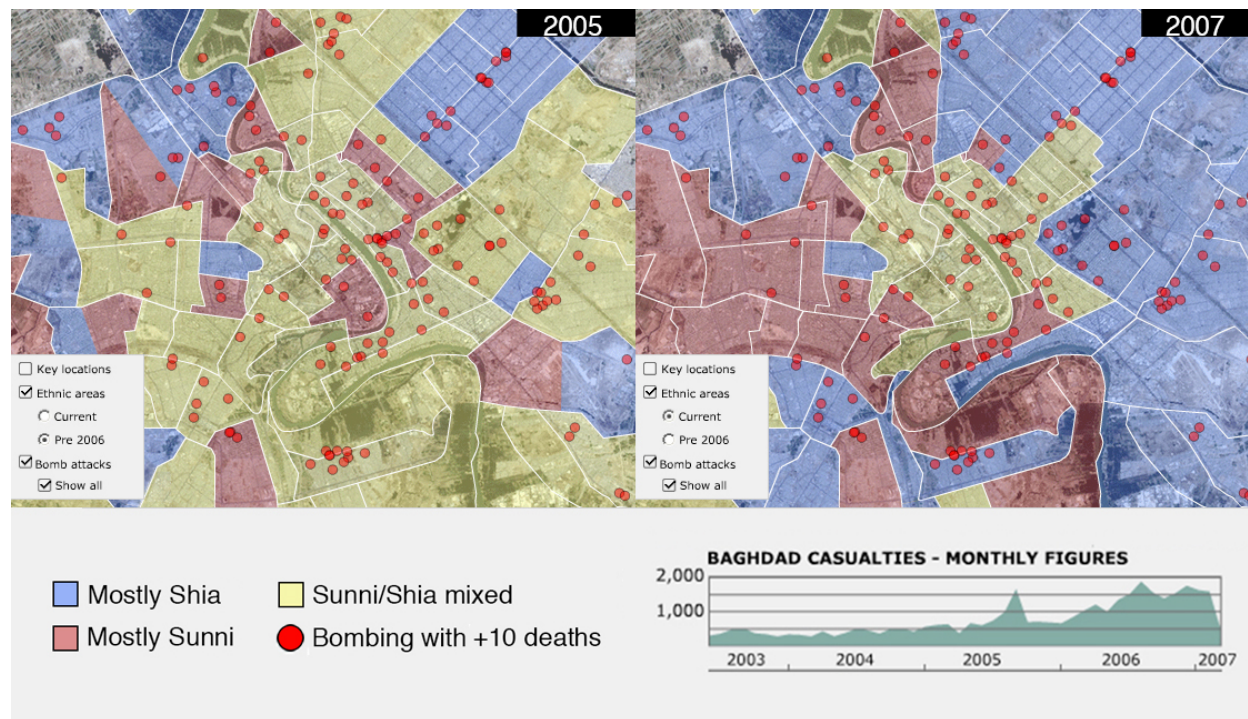 2005
2007
Key locations
Ethnic areas
Current
Pre 2006
Bomb attacks
Show all
Key locations
Ethnic areas
Current
Pre 2006
Bomb attacks
Show all
Mostly Shia
Sunni/Shia mixed
Mostly Sunni
Bombing with +10 deaths
BAGHDAD CASUALTIES - MONTHLY FIGURES
2,000
1,000
2003 2004 2005 2006 2007